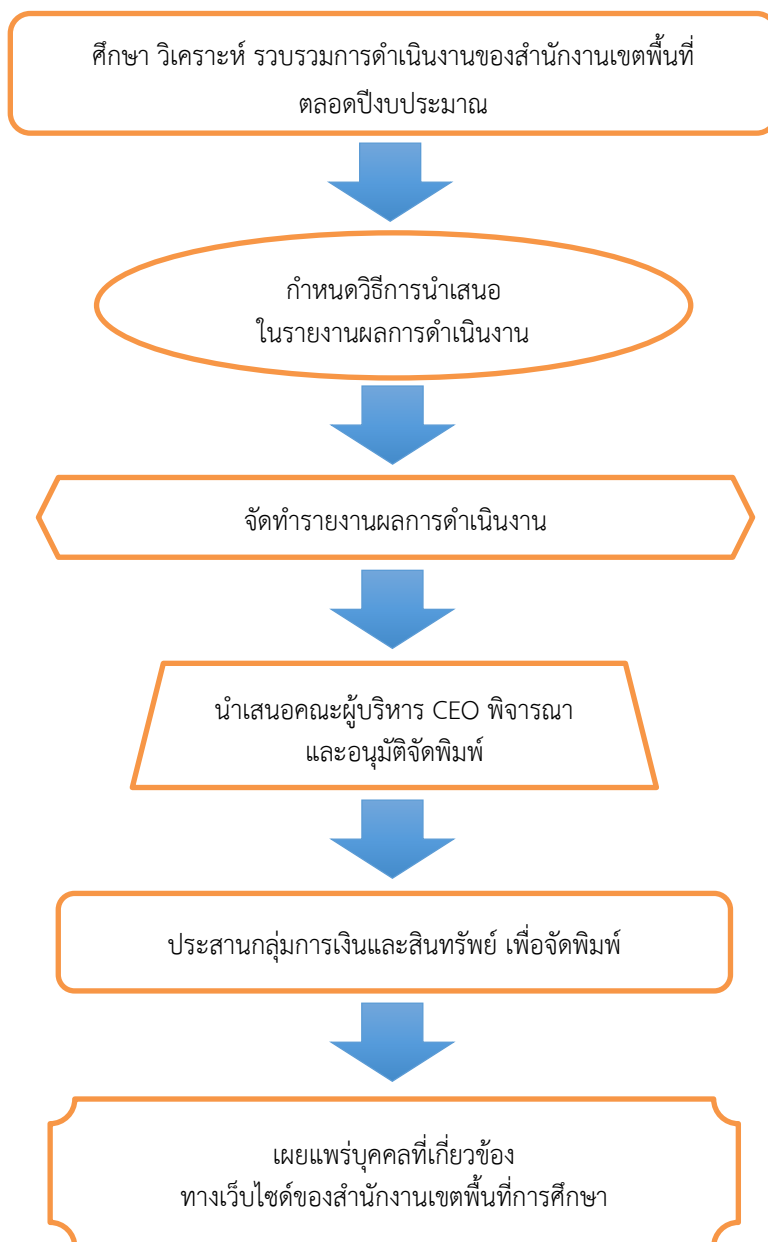 ศึกษา วิเคราะห์ รวบรวมการดำเนินงานของสำนักงานเขตพื้นที่
ตลอดปีงบประมาณ
กำหนดวิธีการนำเสนอ
ในรายงานผลการดำเนินงาน
จัดทำรายงานผลการดำเนินงาน
นำเสนอคณะผู้บริหาร CEO พิจารณา
และอนุมัติจัดพิมพ์
ประสานกลุ่มการเงินและสินทรัพย์ เพื่อจัดพิมพ์
เผยแพร่บุคคลที่เกี่ยวข้อง
ทางเว็บไซด์ของสำนักงานเขตพื้นที่การศึกษา